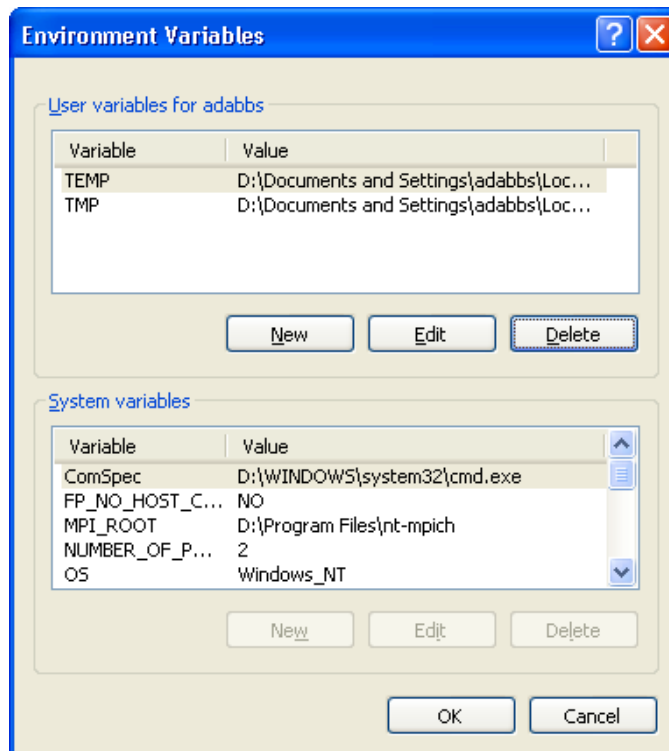 Environment Variables
User variables for adabbs
Variable Value
TEMP D:\Documents and Settings\adabbs\Loc...
TMP D:\Documents and Settings\adabbs\Loc...
New Edit Delete
System variables
Variable Value
ComSpec D:\WINDOWS\system32\cmd.exe
FP_NO_HOST_C... NO
MPI_ROOT D:\Program Files\nt-mpich
NUMBER_OF_P... 2
OS Windows_NT
New Edit Delete
OK Cancel